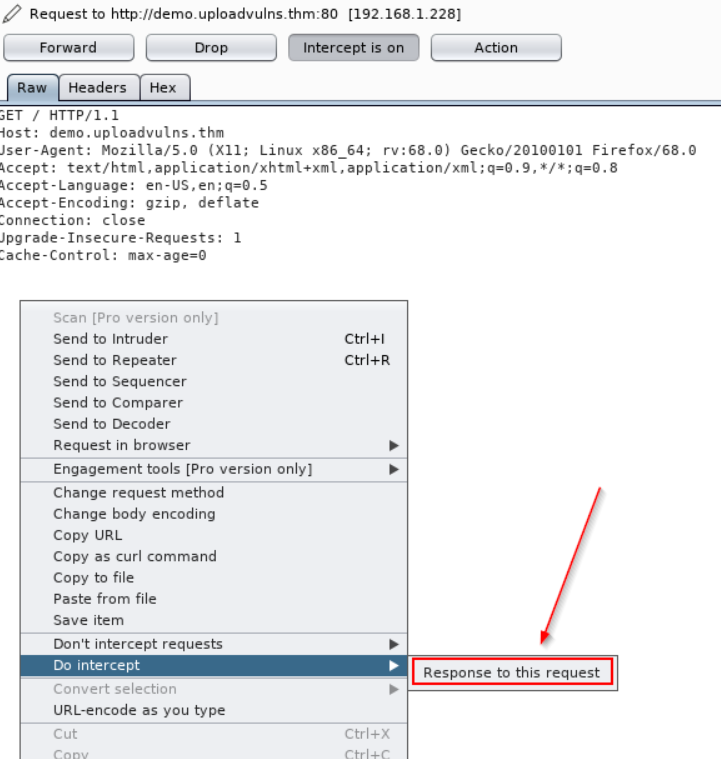 Request to http://demo.uploadvulns.thm:80 [192.168.1.228]
Forward Drop Intercept is on Action
Raw Headers Hex
GET / HTTP/1.1
Host: demo.uploadvulns.thm
User-Agent: Mozilla/5.0 (X11; Linux x86_64; rv:68.0) Gecko/20100101 Firefox/68.0
Accept: text/html,application/xhtml+xml,application/xml;q=0.9,*/*;q=0.8
Accept-Language: en-US,en;q=0.5
Accept-Encoding: gzip, deflate
Connection: close
Upgrade-Insecure-Requests: 1
Cache-Control: max-age=0
Scan [Pro version only]
Send to Intruder Ctrl+I
Send to Repeater Ctrl+R
Send to Sequencer
Send to Comparer
Send to Decoder
Request in browser
Engagement tools [Pro version only]
Change request method
Change body encoding
Copy URL
Copy as curl command
Copy to file
Paste from file
Save item
Don't intercept requests
Do intercept
Response to this request
Convert selection
URL-encode as you type
Cut Ctrl+X
Copy Ctrl+C